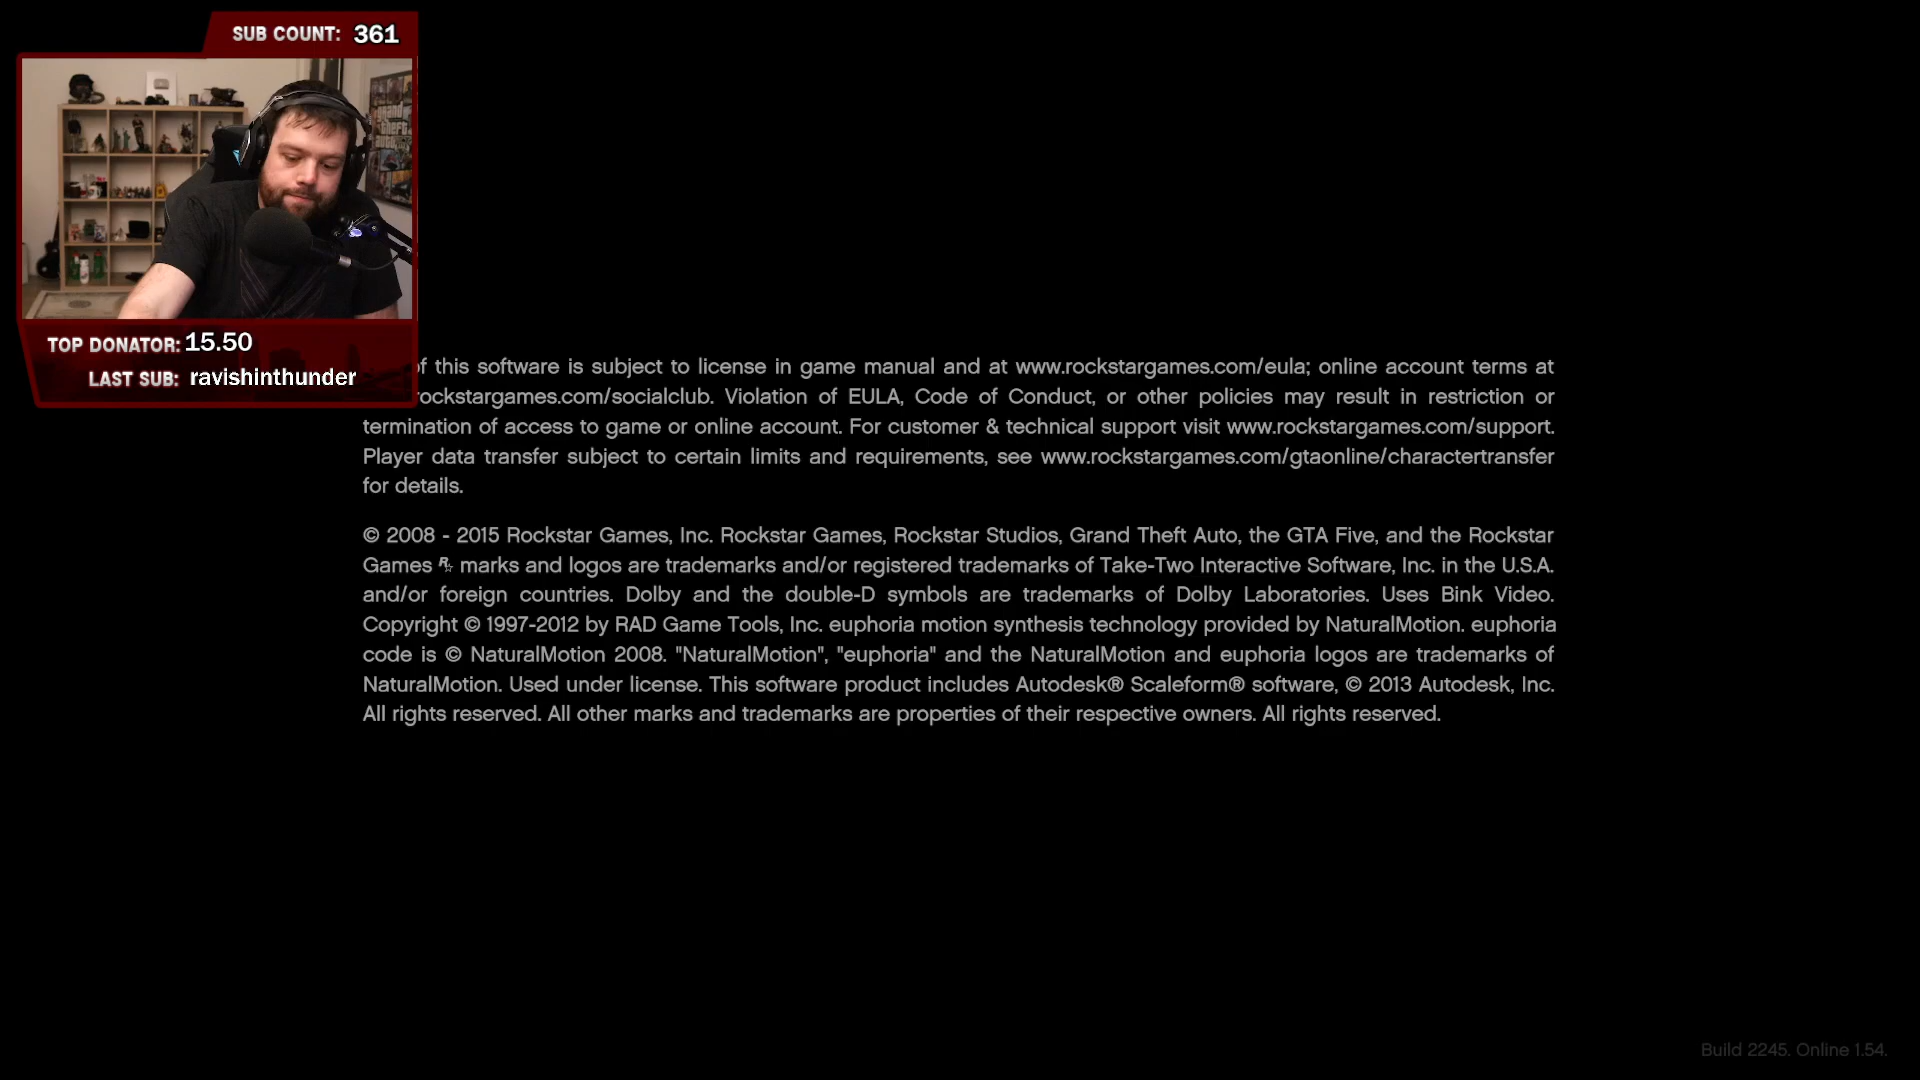 SUB COUNT: 361
grand
theft
auto
TOP DONATOR: 15.50
LAST SUB: ravishinthunder
of this software is subject to license in game manual and at www.rockstargames.com/eula; online account terms at
rockstargames.com/socialclub. Violation of EULA, Code of Conduct, or other policies may result in restriction or
termination of access to game or online account. For customer & technical support visit www.rockstargames.com/support.
Player data transfer subject to certain limits and requirements, see www.rockstargames.com/gtaonline/charactertransfer
for details.
© 2008 - 2015 Rockstar Games, Inc. Rockstar Games, Rockstar Studios, Grand Theft Auto, the GTA Five, and the Rockstar
Games R* marks and logos are trademarks and/or registered trademarks of Take-Two Interactive Software, Inc. in the U.S.A.
and/or foreign countries. Dolby and the double-D symbols are trademarks of Dolby Laboratories. Uses Bink Video.
Copyright © 1997-2012 by RAD Game Tools, Inc. euphoria motion synthesis technology provided by NaturalMotion. euphoria
code is © NaturalMotion 2008. "NaturalMotion", "euphoria" and the NaturalMotion and euphoria logos are trademarks of
NaturalMotion. Used under license. This software product includes Autodesk® Scaleform® software, © 2013 Autodesk, Inc.
All rights reserved. All other marks and trademarks are properties of their respective owners. All rights reserved.
Build 2245. Online 1.54.